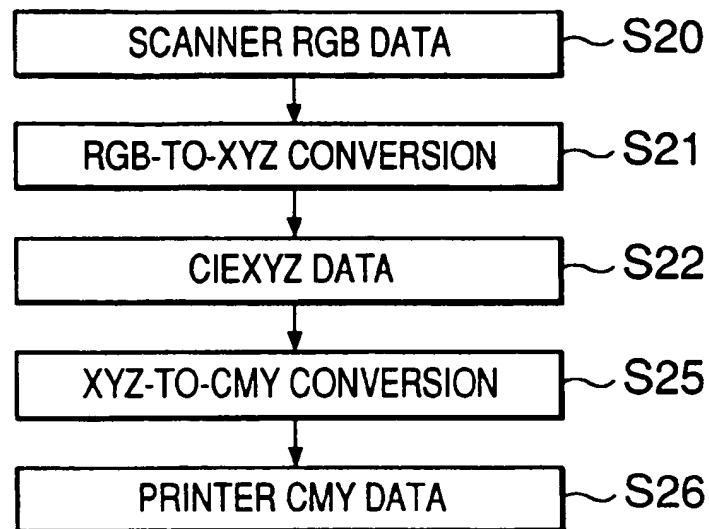 SCANNER RGB DATA S20
RGB-TO-XYZ CONVERSION S21
CIEXYZ DATA S22
XYZ-TO-CMY CONVERSION S25
PRINTER CMY DATA S26